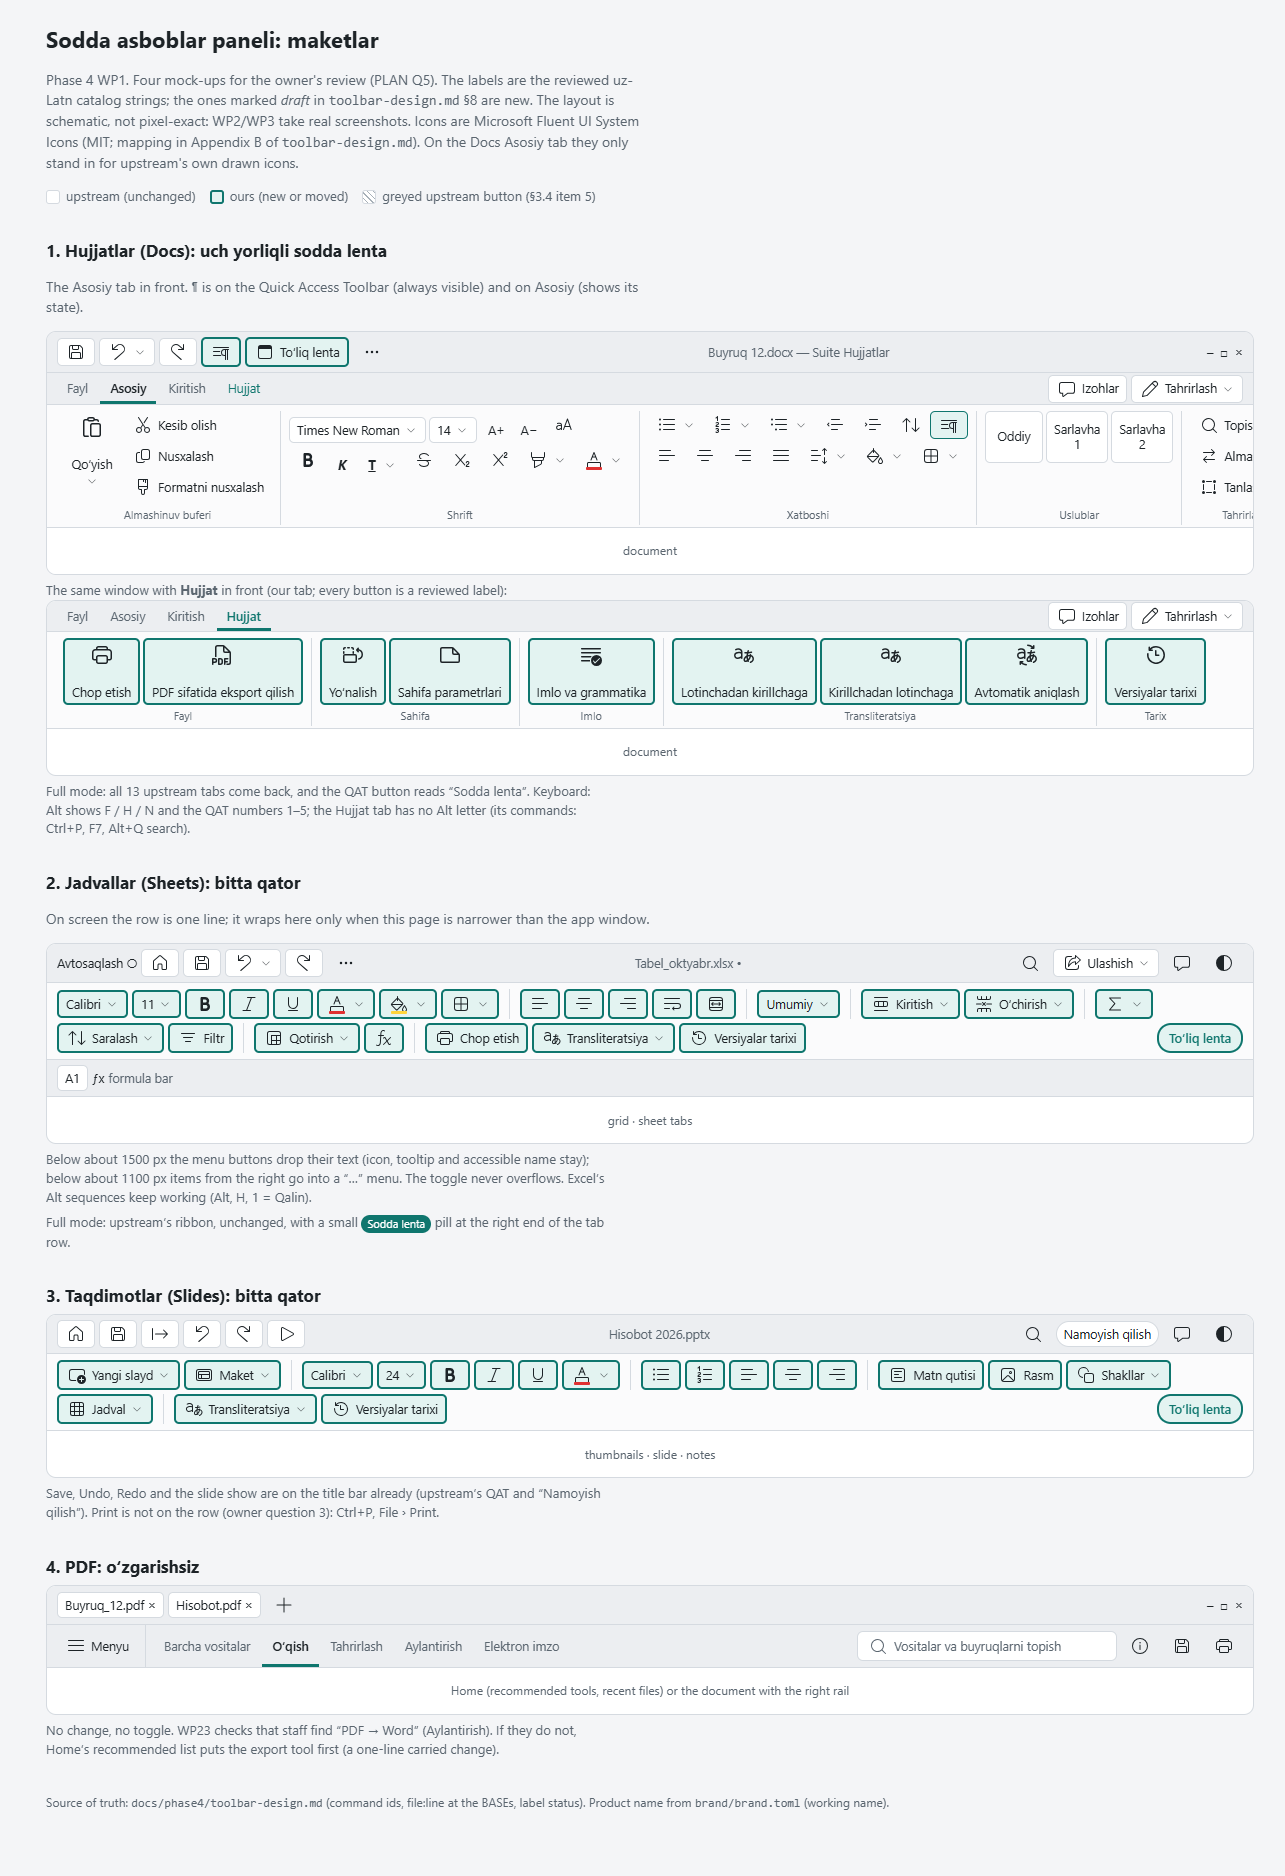 Sodda asboblar paneli: maketlar
Phase 4 WP1. Four mock-ups for the owner's review (PLAN Q5). The labels are the reviewed uz-
Latn catalog strings; the ones marked draft in toolbar-design.md §8 are new. The layout is
schematic, not pixel-exact: WP2/WP3 take real screenshots. Icons are Microsoft Fluent UI System
Icons (MIT; mapping in Appendix B of toolbar-design.md). On the Docs Asosiy tab they only
stand in for upstream's own drawn icons.
upstream (unchanged) ours (new or moved) greyed upstream button (§3.4 item 5)
1. Hujjatlar (Docs): uch yorliqli sodda lenta
The Asosiy tab in front. ¶ is on the Quick Access Toolbar (always visible) and on Asosiy (shows its
state).
Toʻliq lenta ··· Buyruq 12.docx — Suite Hujjatlar
Fayl Asosiy Kiritish Hujjat Izohlar Tahrirlash
Qoʻyish Kesib olish Nusxalash Formatni nusxalash
Times New Roman 14 A+ A− aA
B K T S X₂ X² A
Oddiy Sarlavha 1 Sarlavha 2
Topis
Alma
Tanla
Almashinuv buferi Shrift Xatboshi Uslublar Tahrirl
document
The same window with Hujjat in front (our tab; every button is a reviewed label):
Fayl Asosiy Kiritish Hujjat Izohlar Tahrirlash
Chop etish PDF sifatida eksport qilish Yoʻnalish Sahifa parametrlari Imlo va grammatika Lotinchadan kirillchaga Kirillchadan lotinchaga Avtomatik aniqlash Versiyalar tarixi
Fayl Sahifa Imlo Transliteratsiya Tarix
document
Full mode: all 13 upstream tabs come back, and the QAT button reads “Sodda lenta”. Keyboard:
Alt shows F / H / N and the QAT numbers 1–5; the Hujjat tab has no Alt letter (its commands:
Ctrl+P, F7, Alt+Q search).
2. Jadvallar (Sheets): bitta qator
On screen the row is one line; it wraps here only when this page is narrower than the app window.
Avtosaqlash ··· Tabel_oktyabr.xlsx • Ulashish
Calibri 11 B I U A Umumiy Kiritish Oʻchirish Σ
Saralash Filtr Qotirish fx Chop etish Transliteratsiya Versiyalar tarixi Toʻliq lenta
A1 ƒx formula bar
grid · sheet tabs
Below about 1500 px the menu buttons drop their text (icon, tooltip and accessible name stay);
below about 1100 px items from the right go into a “…” menu. The toggle never overflows. Excel’s
Alt sequences keep working (Alt, H, 1 = Qalin).
Full mode: upstream’s ribbon, unchanged, with a small Sodda lenta pill at the right end of the tab
row.
3. Taqdimotlar (Slides): bitta qator
Hisobot 2026.pptx Namoyish qilish
Yangi slayd Maket Calibri 24 B I U A Matn qutisi Rasm Shakllar
Jadval Transliteratsiya Versiyalar tarixi Toʻliq lenta
thumbnails · slide · notes
Save, Undo, Redo and the slide show are on the title bar already (upstream’s QAT and “Namoyish
qilish”). Print is not on the row (owner question 3): Ctrl+P, File › Print.
4. PDF: oʻzgarishsiz
Buyruq_12.pdf × Hisobot.pdf ×
Menyu Barcha vositalar Oʻqish Tahrirlash Aylantirish Elektron imzo Vositalar va buyruqlarni topish
Home (recommended tools, recent files) or the document with the right rail
No change, no toggle. WP23 checks that staff find “PDF → Word” (Aylantirish). If they do not,
Home’s recommended list puts the export tool first (a one-line carried change).
Source of truth: docs/phase4/toolbar-design.md (command ids, file:line at the BASEs, label status). Product name from brand/brand.toml (working name).